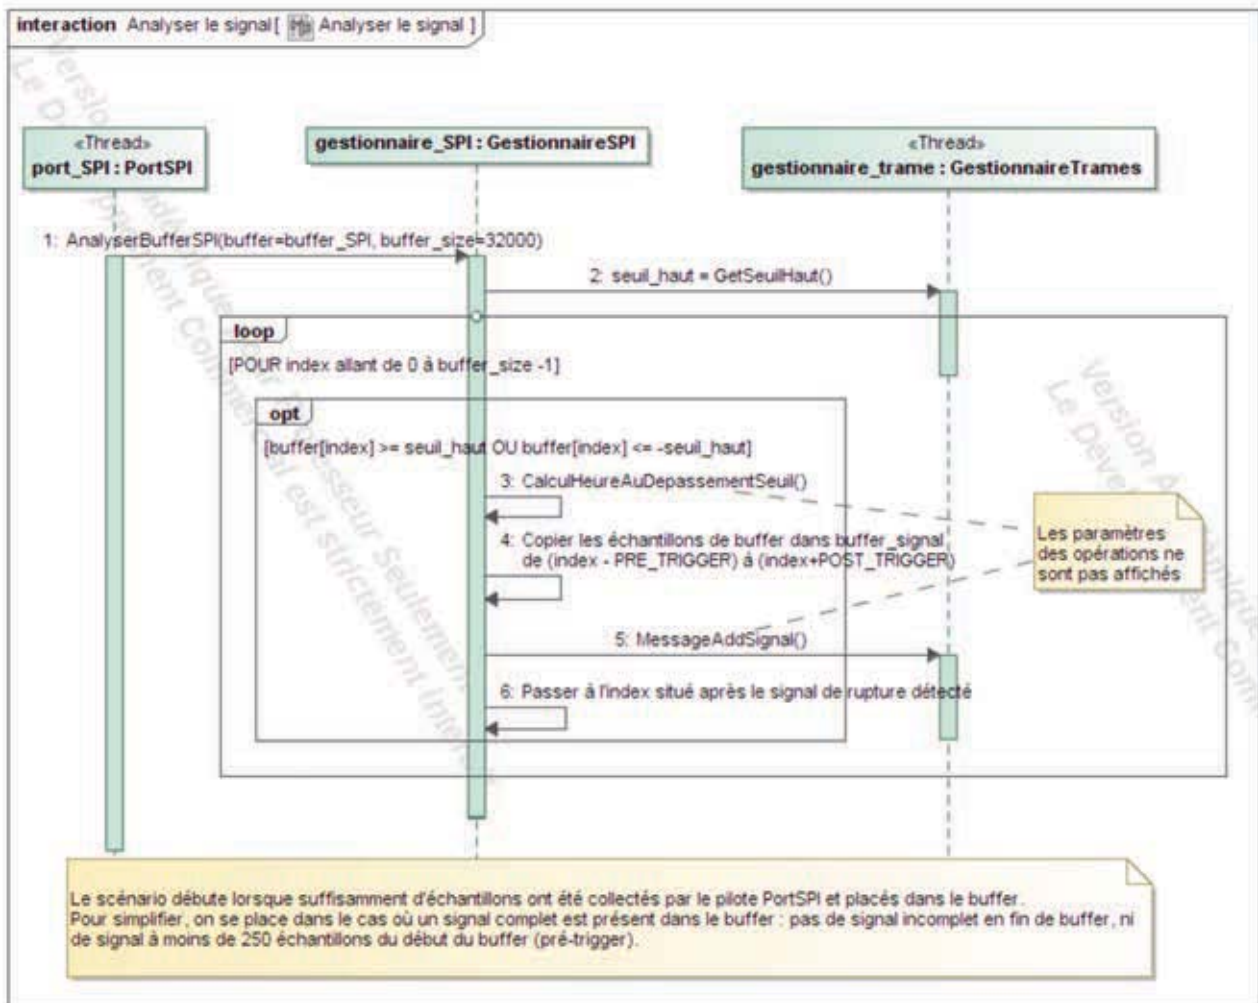 interaction Analyser le signal [ Analyser le signal ]
«Thread»
port_SPI : PortSPI
gestionnaire_SPI : GestionnaireSPI
«Thread»
gestionnaire_trame : GestionnaireTrames
1: AnalyserBufferSPI(buffer=buffer_SPI, buffer_size=32000)
2: seuil_haut = GetSeuilHaut()
loop
[POUR index allant de 0 à buffer_size -1]
opt
[buffer[index] >= seuil_haut OU buffer[index] <= -seuil_haut]
3: CalculHeureAuDepassementSeuil()
4: Copier les échantillons de buffer dans buffer_signal
de (index - PRE_TRIGGER) á (index+POST_TRIGGER)
Les paramètres
des opérations ne
sont pas affichés
5: MessageAddSignal()
6: Passer à l'index situé après le signal de rupture détecté
Le scénario débute lorsque suffisamment d'échantillons ont été collectés par le pilote PortSPI et placés dans le buffer.
Pour simplifier, on se place dans le cas où un signal complet est présent dans le buffer : pas de signal incomplet en fin de buffer, ni
de signal à moins de 250 échantillons du début du buffer (pré-trigger).